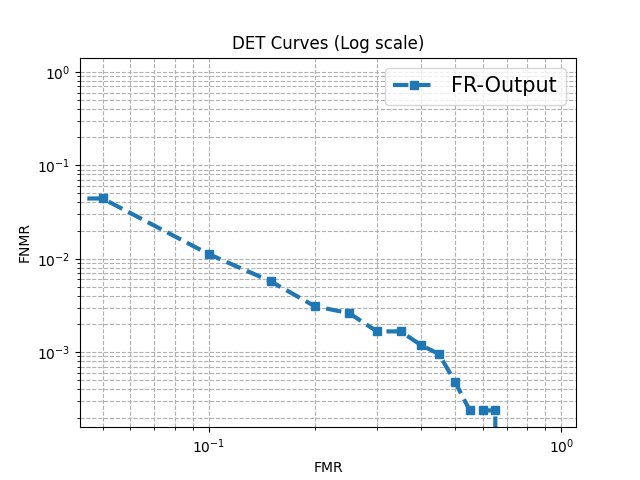 DET Curves (Log scale)
FR-Output
10⁰
10⁻¹
10⁻²
10⁻³
FNMR
10⁻¹
10⁰
FMR